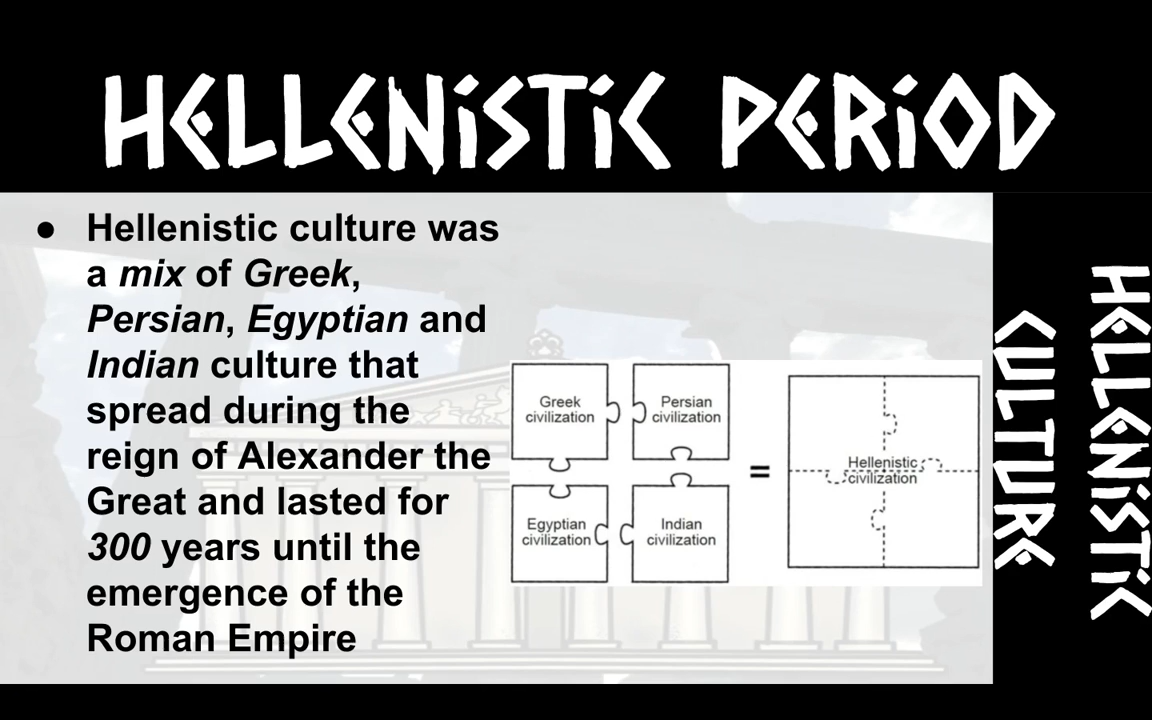 HELLENISTIC PERIOD
● Hellenistic culture was
a mix of Greek,
Persian, Egyptian and
Indian culture that
spread during the
reign of Alexander the
Great and lasted for
300 years until the
emergence of the
Roman Empire
Greek
civilization
Persian
civilization
Egyptian
civilization
Indian
civilization
=
Hellenistic
civilization
HELLENISTIC
CULTURE